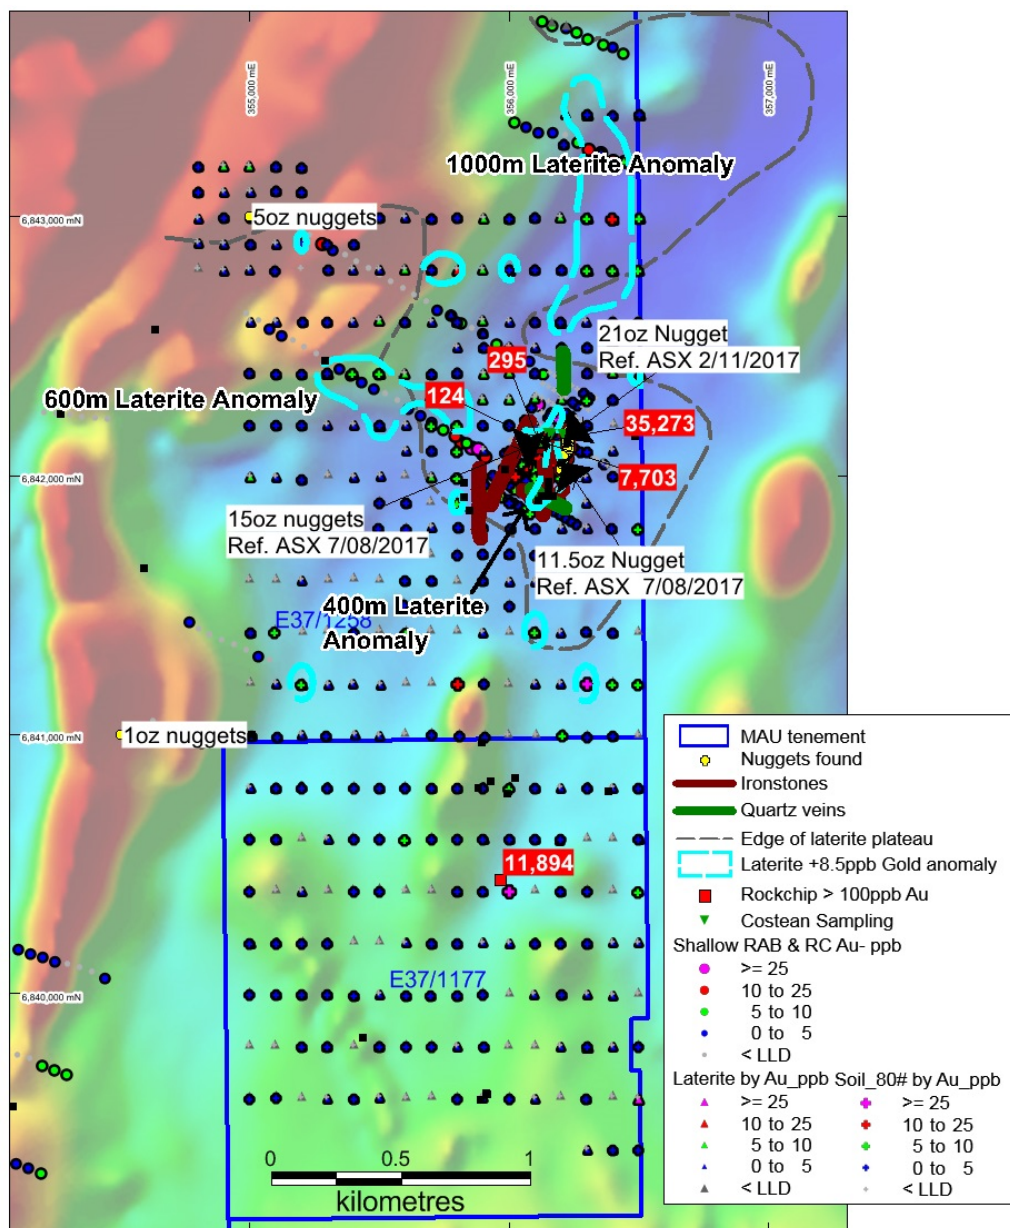 355,000 mE
356,000 mE
357,000 mE
1000m Laterite Anomaly
6,843,000 mN
5oz nuggets
21oz Nugget
Ref. ASX 2/11/2017
295
600m Laterite Anomaly
124
35,273
7,703
6,842,000 mN
15oz nuggets
Ref. ASX 7/08/2017
11.5oz Nugget
Ref. ASX 7/08/2017
400m Laterite
Anomaly
E37/1258
6,841,000 mN
1oz nuggets
11,894
E37/1177
6,840,000 mN
0 0.5 1
kilometres
MAU tenement
Nuggets found
Ironstones
Quartz veins
Edge of laterite plateau
Laterite +8.5ppb Gold anomaly
Rockchip > 100ppb Au
Costean Sampling
Shallow RAB & RC Au- ppb
>= 25
10 to 25
5 to 10
0 to 5
< LLD
Laterite by Au_ppb Soil_80# by Au_ppb
>= 25 >= 25
10 to 25 10 to 25
5 to 10 5 to 10
0 to 5 0 to 5
< LLD < LLD